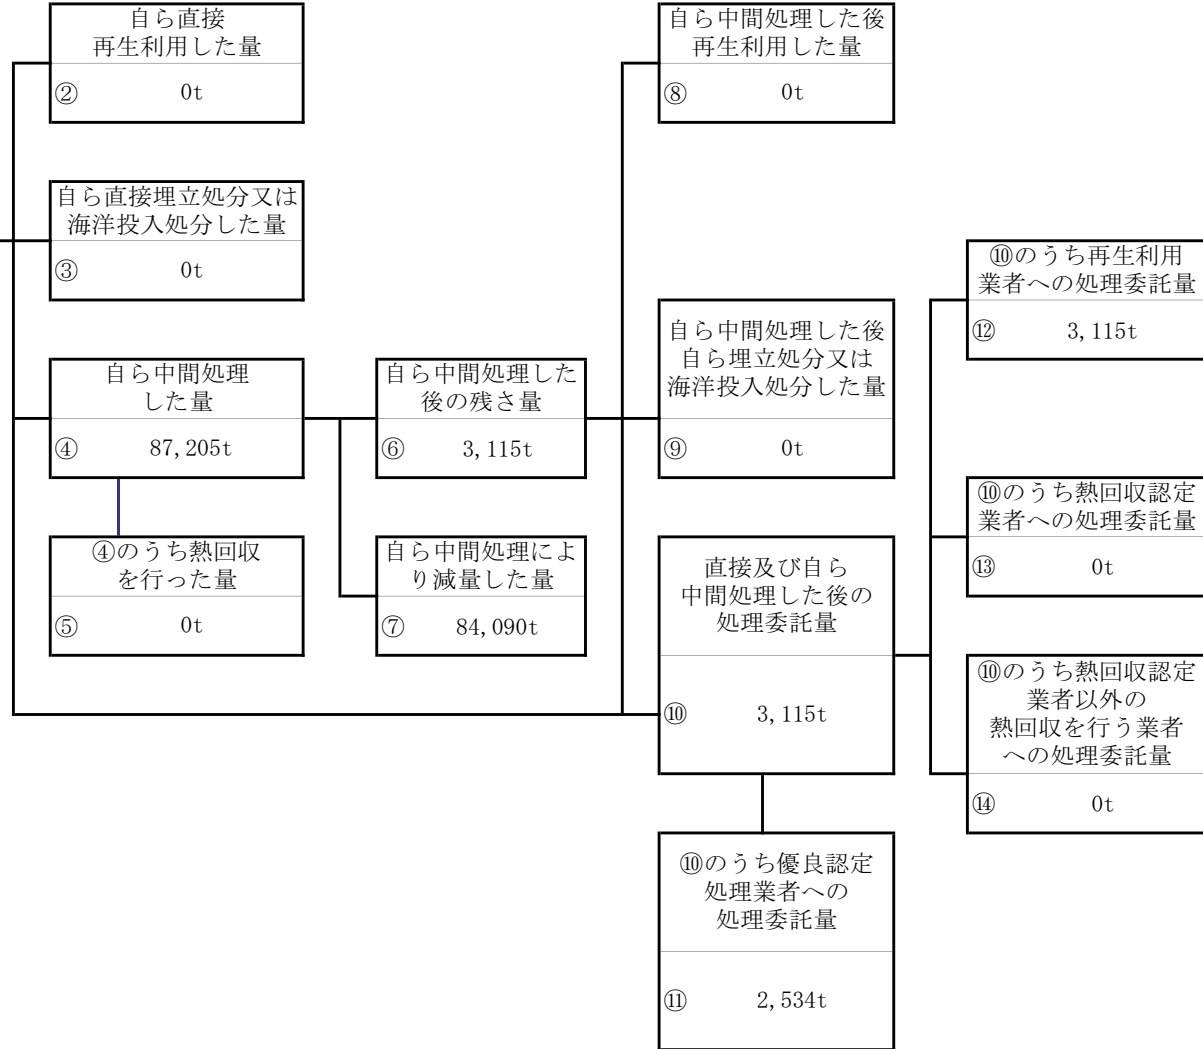 自ら直接
再生利用した量
② 0t
自ら直接埋立処分又は
海洋投入処分した量
③ 0t
自ら中間処理
した量
④ 87,205t
④のうち熱回収
を行った量
⑤ 0t
自ら中間処理した
後の残さ量
⑥ 3,115t
自ら中間処理によ
り減量した量
⑦ 84,090t
自ら中間処理した後
再生利用した量
⑧ 0t
自ら中間処理した後
自ら埋立処分又は
海洋投入処分した量
⑨ 0t
直接及び自ら
中間処理した後の
処理委託量
⑩ 3,115t
⑩のうち優良認定
処理業者への
処理委託量
⑪ 2,534t
⑩のうち再生利用
業者への処理委託量
⑫ 3,115t
⑩のうち熱回収認定
業者への処理委託量
⑬ 0t
⑩のうち熱回収認定
業者以外の
熱回収を行う業者
への処理委託量
⑭ 0t